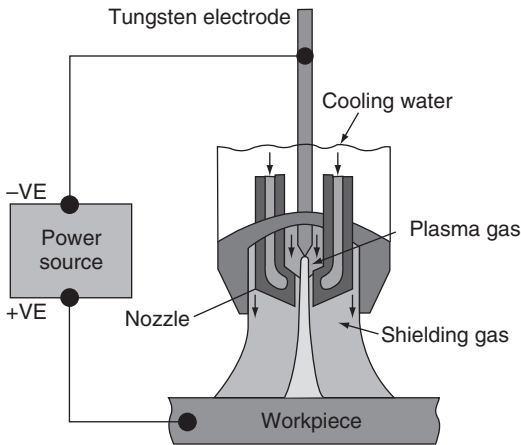 Tungsten electrode
Cooling water
–VE
Power
source
Plasma gas
+VE
Nozzle
Shielding gas
Workpiece